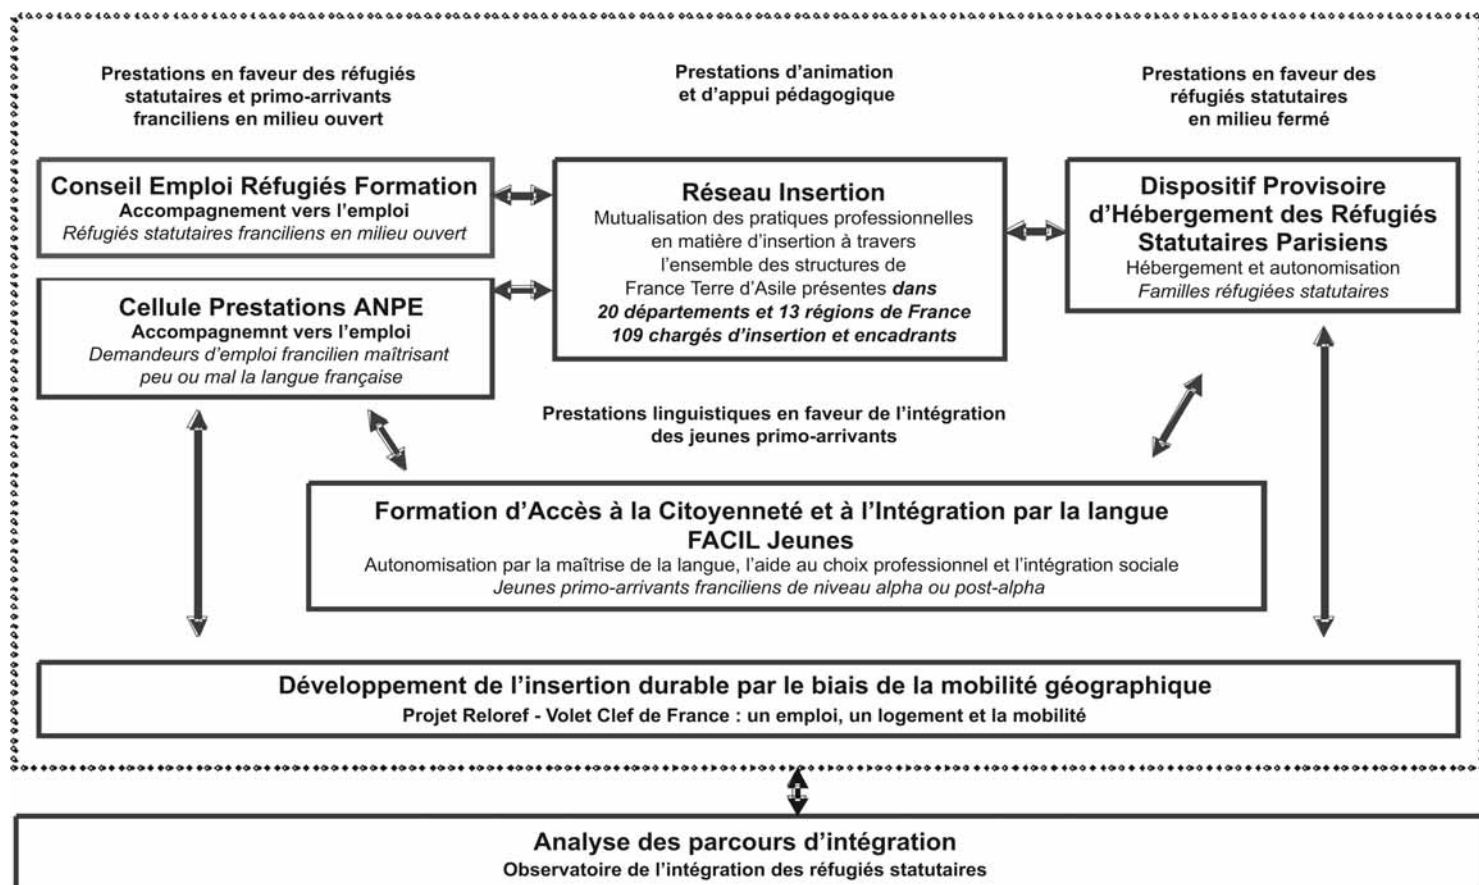 Prestations en faveur des réfugiés
statutaires et primo-arrivants
franciliens en milieu ouvert
Prestations d'animation
et d'appui pédagogique
Prestations en faveur des
réfugiés statutaires
en milieu fermé
Conseil Emploi Réfugiés Formation
Accompagnement vers l'emploi
Réfugiés statutaires franciliens en milieu ouvert
Réseau Insertion
Mutualisation des pratiques professionnelles
en matière d'insertion à travers
l'ensemble des structures de
France Terre d'Asile présentes dans
20 départements et 13 régions de France
109 chargés d'insertion et encadrants
Dispositif Provisoire
d'Hébergement des Réfugiés
Statutaires Parisiens
Hébergement et autonomisation
Familles réfugiées statutaires
Cellule Prestations ANPE
Accompagnemnt vers l'emploi
Demandeurs d'emploi francilien maîtrisant
peu ou mal la langue française
Prestations linguistiques en faveur de l'intégration
des jeunes primo-arrivants
Formation d'Accès à la Citoyenneté et à l'Intégration par la langue
FACIL Jeunes
Autonomisation par la maîtrise de la langue, l'aide au choix professionnel et l'intégration sociale
Jeunes primo-arrivants franciliens de niveau alpha ou post-alpha
Développement de l'insertion durable par le biais de la mobilité géographique
Projet Reloref - Volet Clef de France : un emploi, un logement et la mobilité
Analyse des parcours d'intégration
Observatoire de l'intégration des réfugiés statutaires